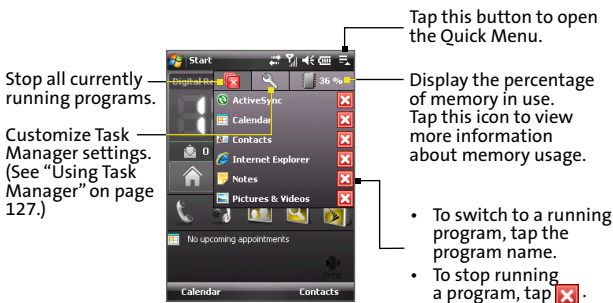 Tap this button to open
the Quick Menu.
Stop all currently
running programs.
Customize Task
Manager settings.
(See “Using Task
Manager” on page
127.)
Start
36 %
ActiveSync
Calendar
Contacts
Internet Explorer
Notes
Pictures & Videos
0
No upcoming appointments
hTC
Calendar
Contacts
Display the percentage
of memory in use.
Tap this icon to view
more information
about memory usage.
• To switch to a running
program, tap the
program name.
• To stop running
a program, tap .